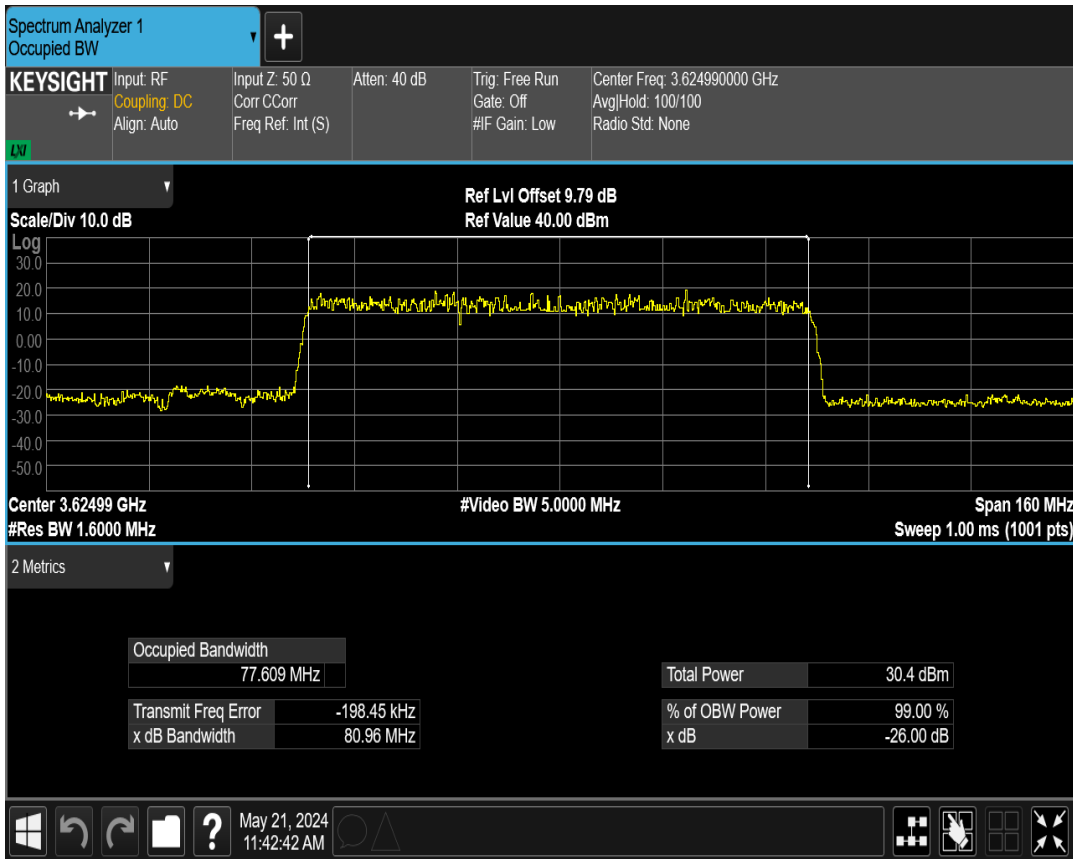 Spectrum Analyzer 1
Occupied BW
+
KEYSIGHT
LXI
Input: RF
Coupling: DC
Align: Auto
Input Z: 50 Ω
Corr CCorr
Freq Ref: Int (S)
Atten: 40 dB
Trig: Free Run
Gate: Off
#IF Gain: Low
Center Freq: 3.624990000 GHz
Avg|Hold: 100/100
Radio Std: None
1 Graph
Scale/Div 10.0 dB
Ref Lvl Offset 9.79 dB
Ref Value 40.00 dBm
Log
30.0
20.0
10.0
0.00
-10.0
-20.0
-30.0
-40.0
-50.0
Center 3.62499 GHz
#Video BW 5.0000 MHz
Span 160 MHz
#Res BW 1.6000 MHz
Sweep 1.00 ms (1001 pts)
2 Metrics
Occupied Bandwidth
77.609 MHz
Total Power 30.4 dBm
Transmit Freq Error -198.45 kHz
% of OBW Power 99.00 %
x dB Bandwidth 80.96 MHz
x dB -26.00 dB
?
May 21, 2024
11:42:42 AM